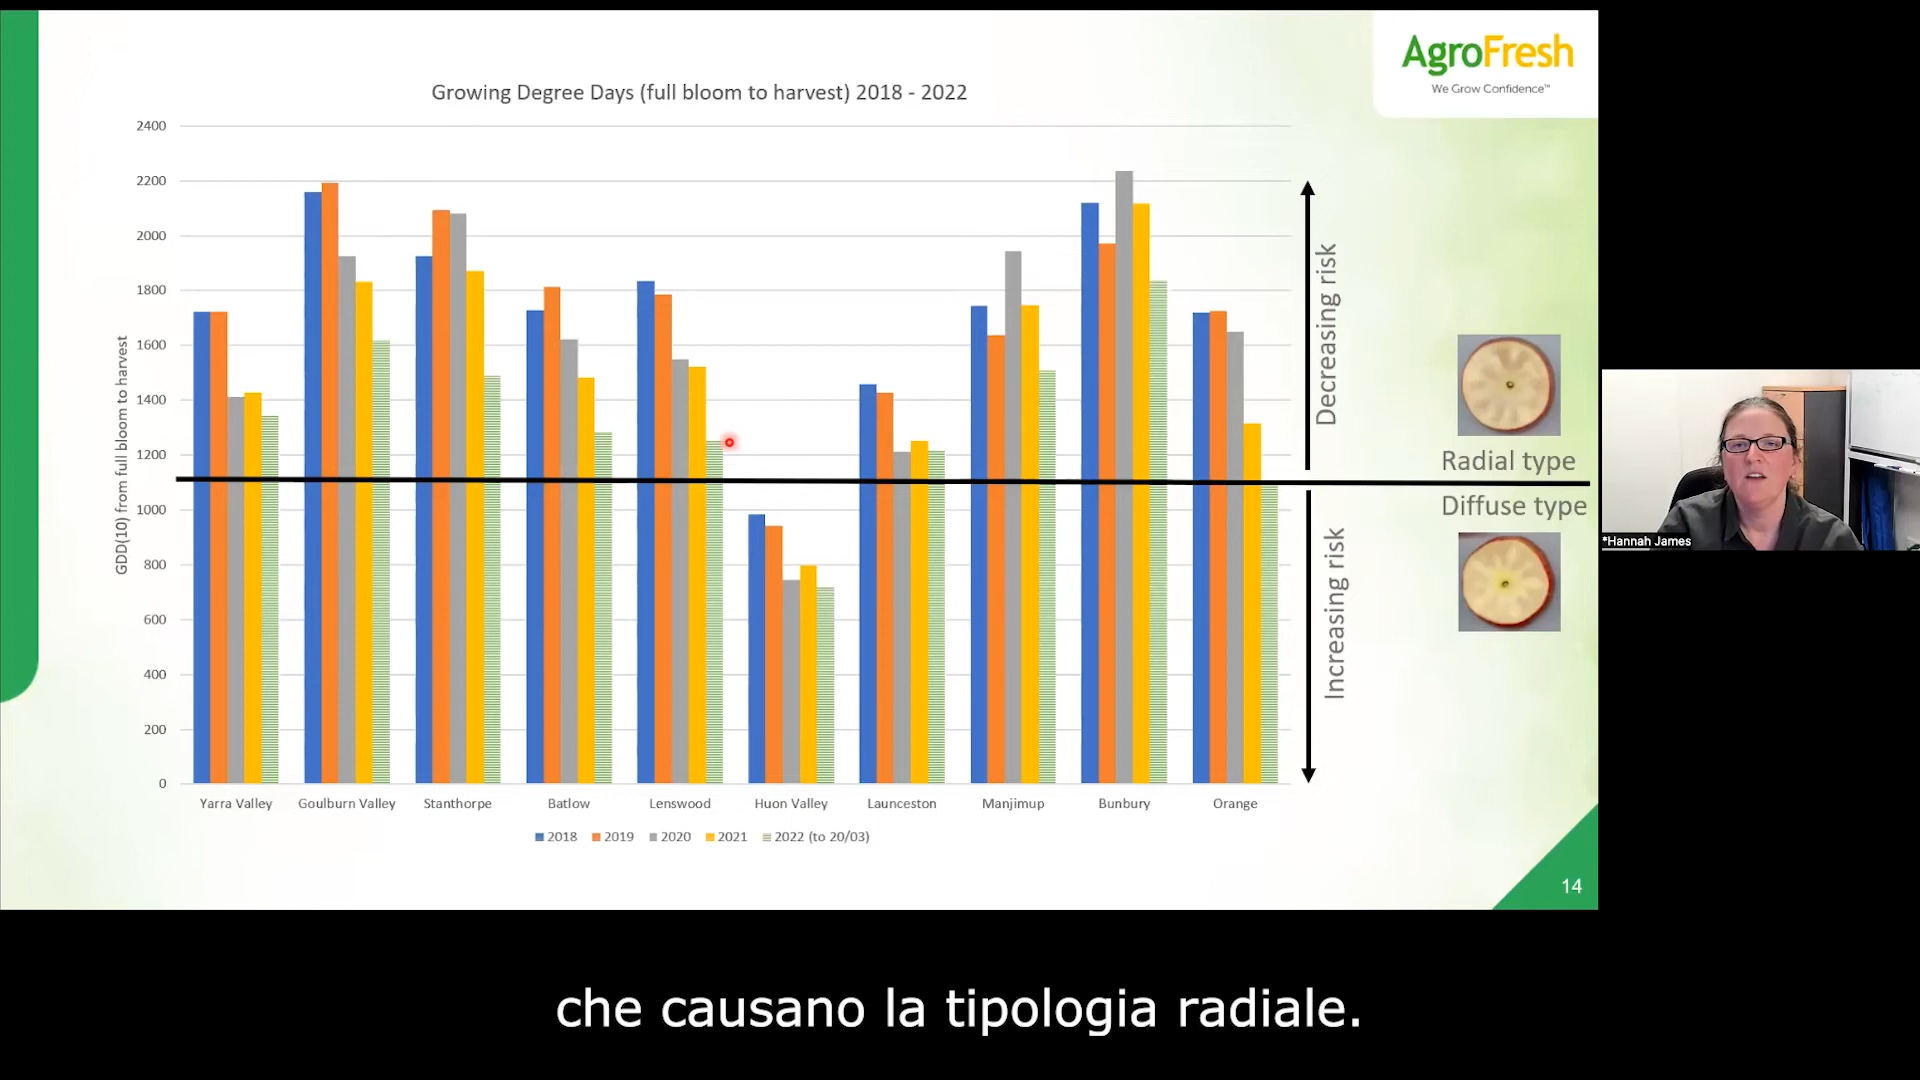 AgroFresh
We Grow Confidence™
Growing Degree Days (full bloom to harvest) 2018 - 2022
GDD(10) from full bloom to harvest
2400
2200
2000
1800
1600
1400
1200
1000
800
600
400
200
0
Yarra Valley Goulburn Valley Stanthorpe Batlow Lenswood Huon Valley Launceston Manjimup Bunbury Orange
2018 2019 2020 2021 2022 (to 20/03)
Decreasing risk
Increasing risk
Radial type
Diffuse type
14
*Hannah James
che causano la tipologia radiale.